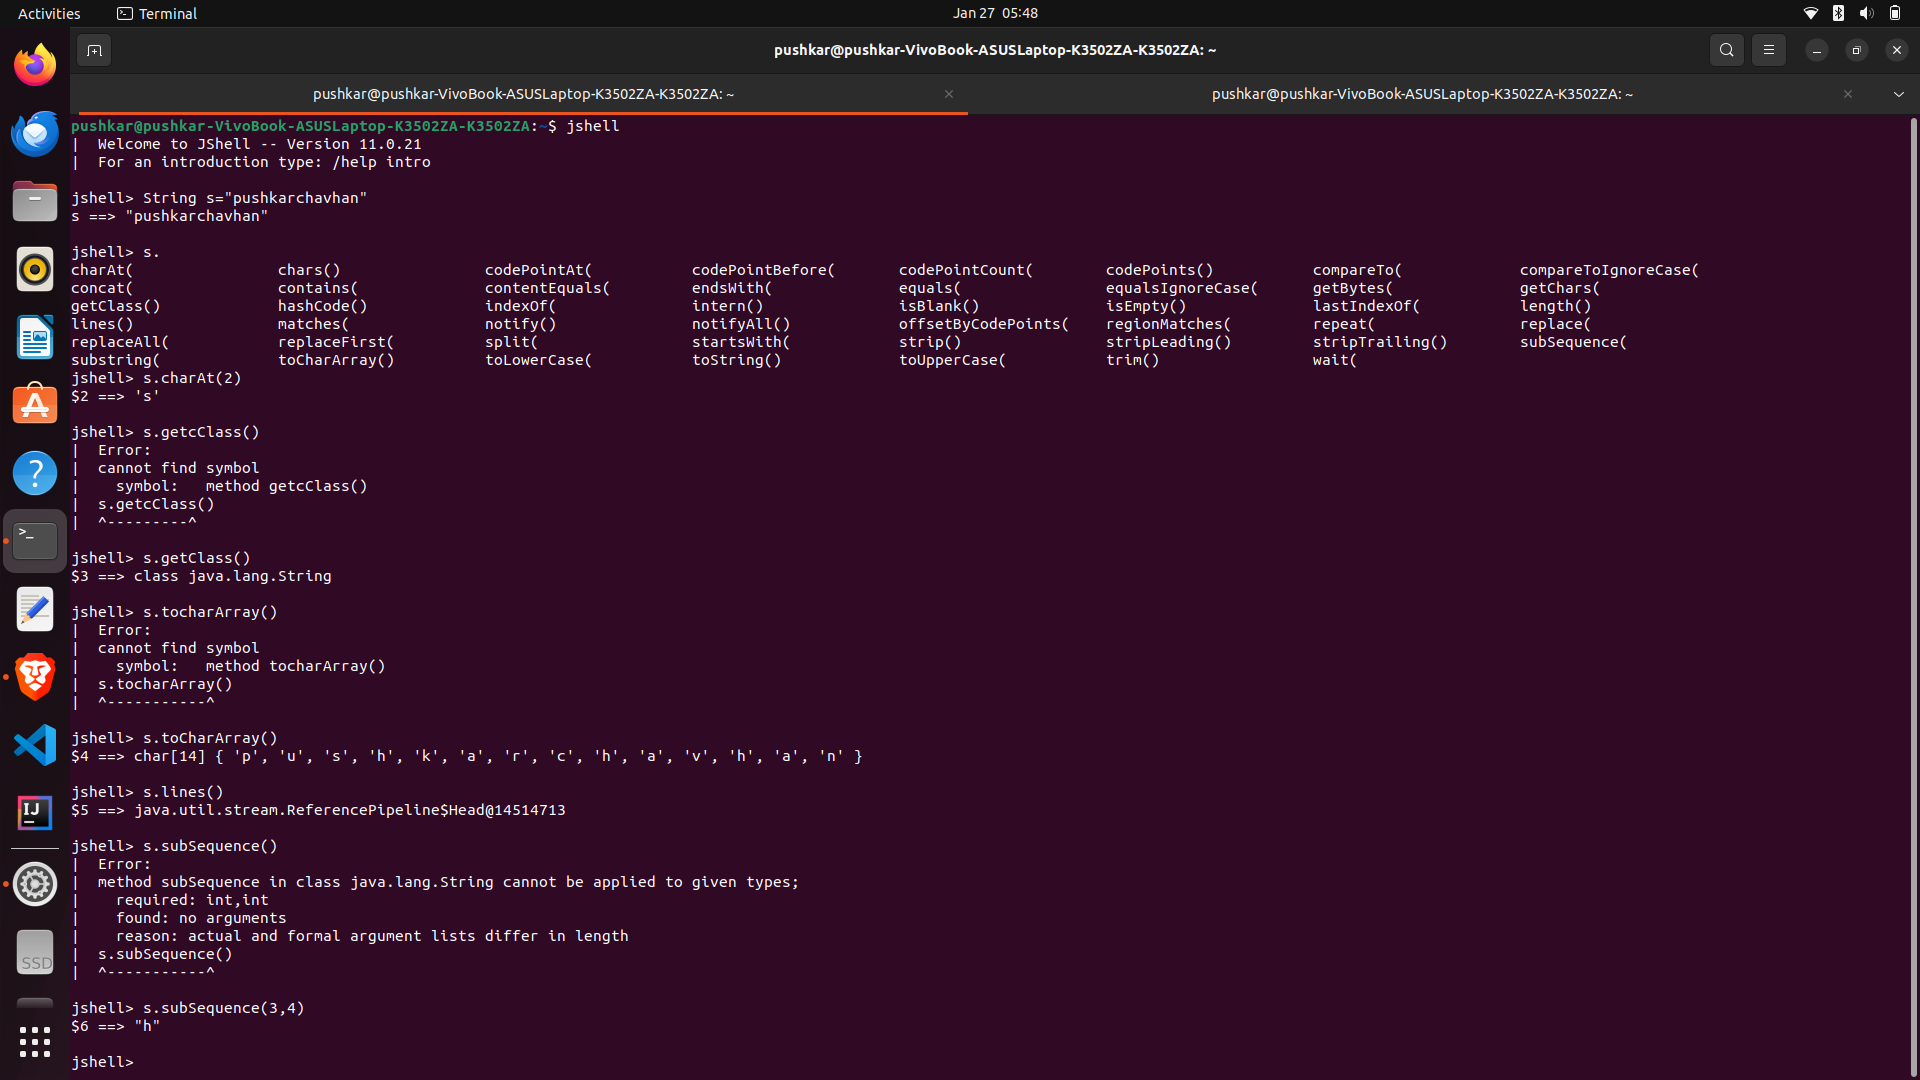 Activities Terminal Jan 27 05:48
pushkar@pushkar-VivoBook-ASUSLaptop-K3502ZA-K3502ZA: ~
pushkar@pushkar-VivoBook-ASUSLaptop-K3502ZA-K3502ZA: ~ pushkar@pushkar-VivoBook-ASUSLaptop-K3502ZA-K3502ZA: ~
pushkar@pushkar-VivoBook-ASUSLaptop-K3502ZA-K3502ZA:~$ jshell
|  Welcome to JShell -- Version 11.0.21
|  For an introduction type: /help intro
jshell> String s="pushkarchavhan"
s ==> "pushkarchavhan"
jshell> s.
charAt( chars() codePointAt( codePointBefore( codePointCount( codePoints() compareTo( compareToIgnoreCase(
concat( contains( contentEquals( endsWith( equals( equalsIgnoreCase( getBytes( getChars(
getClass() hashCode() indexOf( intern() isBlank() isEmpty() lastIndexOf( length()
lines() matches( notify() notifyAll() offsetByCodePoints( regionMatches( repeat( replace(
replaceAll( replaceFirst( split( startsWith( strip() stripLeading() stripTrailing() subSequence(
substring( toCharArray() toLowerCase( toString() toUpperCase( trim() wait(
jshell> s.charAt(2)
$2 ==> 's'
jshell> s.getcClass()
|  Error:
|  cannot find symbol
|    symbol:   method getcClass()
|  s.getcClass()
|  ^---------^
jshell> s.getClass()
$3 ==> class java.lang.String
jshell> s.tocharArray()
|  Error:
|  cannot find symbol
|    symbol:   method tocharArray()
|  s.tocharArray()
|  ^-----------^
jshell> s.toCharArray()
$4 ==> char[14] { 'p', 'u', 's', 'h', 'k', 'a', 'r', 'c', 'h', 'a', 'v', 'h', 'a', 'n' }
jshell> s.lines()
$5 ==> java.util.stream.ReferencePipeline$Head@14514713
jshell> s.subSequence()
|  Error:
|  method subSequence in class java.lang.String cannot be applied to given types;
|    required: int,int
|    found: no arguments
|    reason: actual and formal argument lists differ in length
|  s.subSequence()
|  ^-----------^
jshell> s.subSequence(3,4)
$6 ==> "h"
jshell>
IJ
SSD